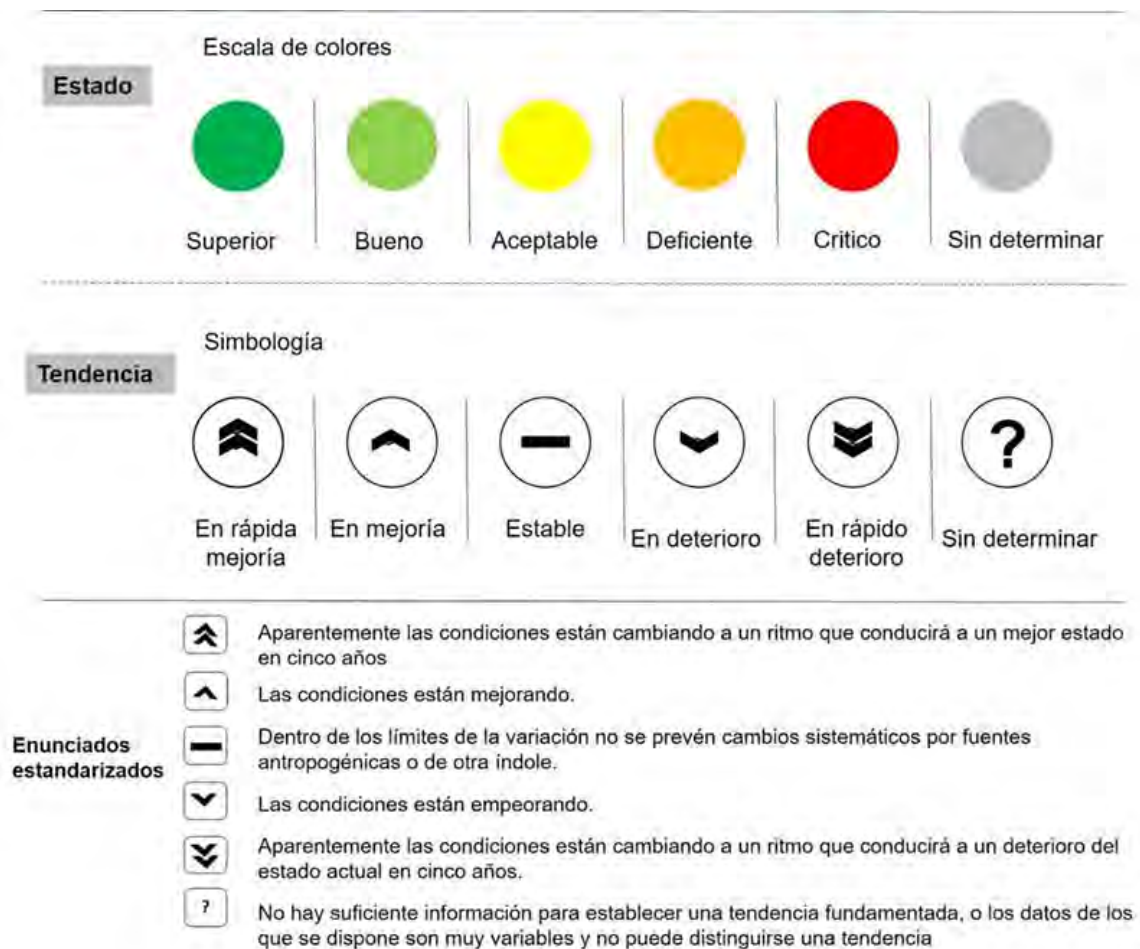 Escala de colores
Estado
Superior
Bueno
Aceptable
Deficiente
Critico
Sin determinar
Simbología
Tendencia
?
En rápida
mejoría
En mejoría
Estable
En deterioro
En rápido
deterioro
Sin determinar
Enunciados
estandarizados
Aparentemente las condiciones están cambiando a un ritmo que conducirá a un mejor estado
en cinco años
Las condiciones están mejorando.
Dentro de los límites de la variación no se prevén cambios sistemáticos por fuentes
antropogénicas o de otra índole.
Las condiciones están empeorando.
Aparentemente las condiciones están cambiando a un ritmo que conducirá a un deterioro del
estado actual en cinco años.
?
No hay suficiente información para establecer una tendencia fundamentada, o los datos de los
que se dispone son muy variables y no puede distinguirse una tendencia